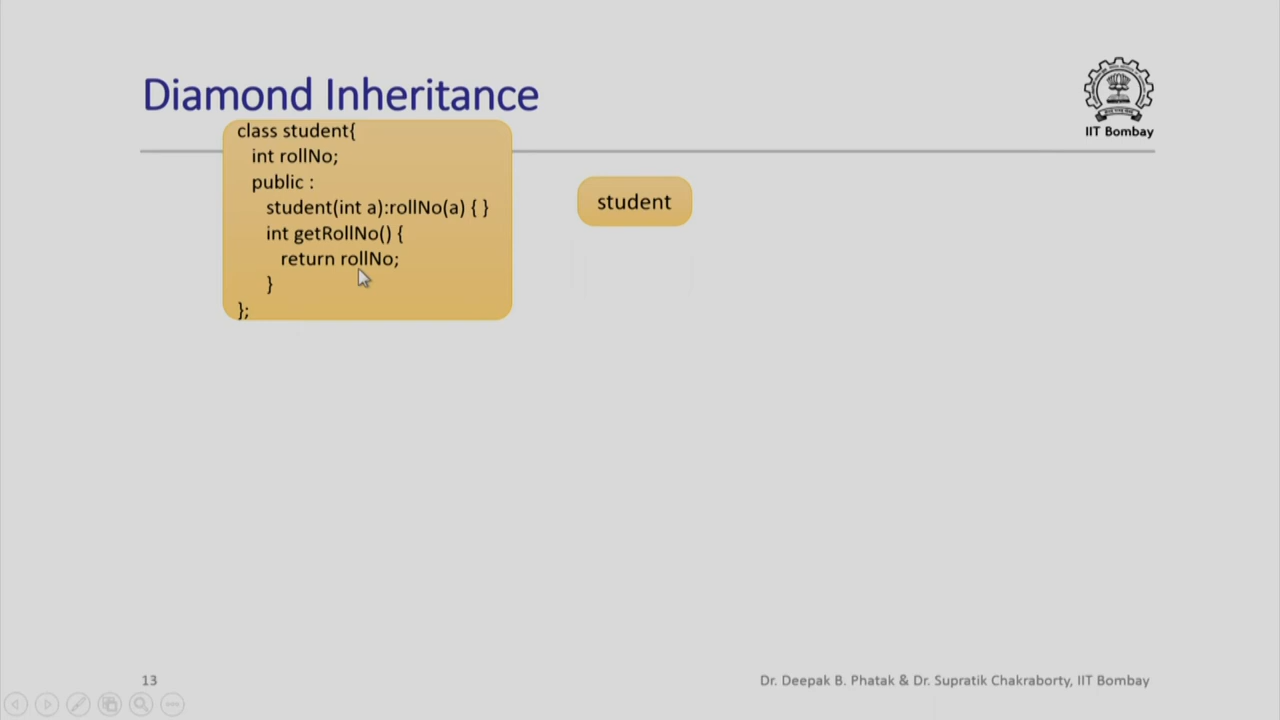 Diamond Inheritance
IIT Bombay
class student{
int rollNo;
public :
student(int a):rollNo(a) { }
int getRollNo() {
return rollNo;
}
};
student
13
Dr. Deepak B. Phatak & Dr. Supratik Chakraborty, IIT Bombay